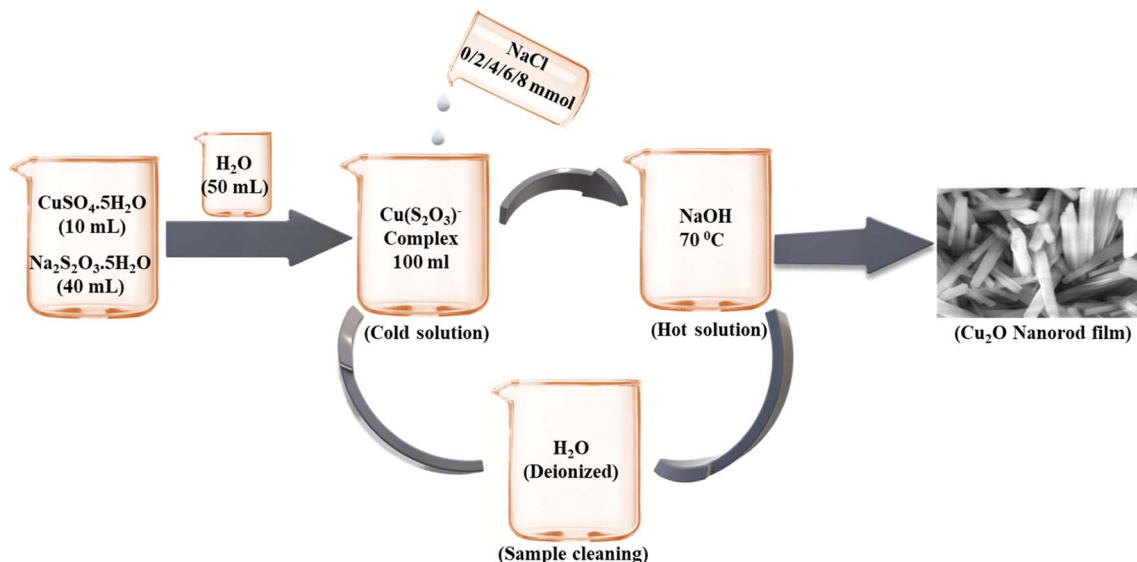 NaCl
0/2/4/6/8 mmol
H₂O
(50 mL)
CuSO₄.5H₂O
(10 mL)
Na₂S₂O₃.5H₂O
(40 mL)
Cu(S₂O₃)⁻
Complex
100 ml
(Cold solution)
NaOH
70 ⁰C
(Hot solution)
(Cu₂O Nanorod film)
H₂O
(Deionized)
(Sample cleaning)